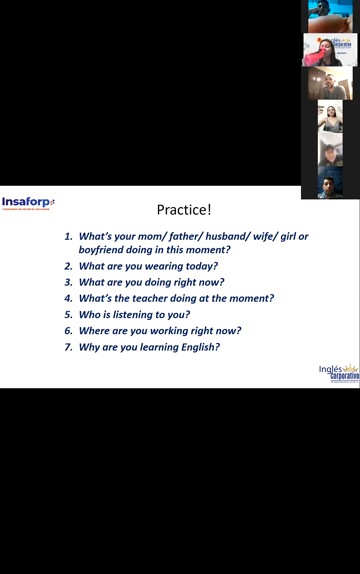 Insaforp
Practice!
1. What's your mom/ father/ husband/ wife/ girl or
boyfriend doing in this moment?
2. What are you wearing today?
3. What are you doing right now?
4. What's the teacher doing at the moment?
5. Who is listening to you?
6. Where are you working right now?
7. Why are you learning English?
Inglés
Corporativo